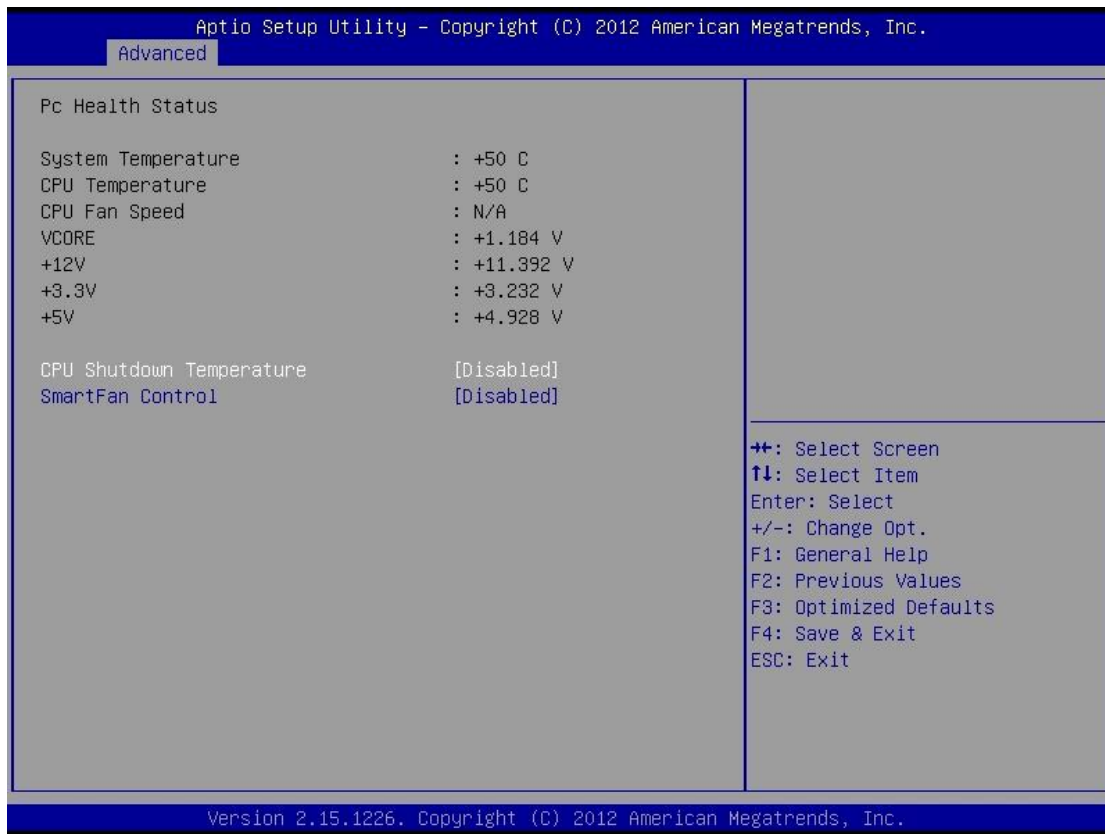 Aptio Setup Utility – Copyright (C) 2012 American Megatrends, Inc.
Advanced
Pc Health Status
System Temperature : +50 C
CPU Temperature : +50 C
CPU Fan Speed : N/A
VCORE : +1.184 V
+12V : +11.392 V
+3.3V : +3.232 V
+5V : +4.928 V
CPU Shutdown Temperature [Disabled]
SmartFan Control [Disabled]
→←: Select Screen
↑↓: Select Item
Enter: Select
+/-: Change Opt.
F1: General Help
F2: Previous Values
F3: Optimized Defaults
F4: Save & Exit
ESC: Exit
Version 2.15.1226. Copyright (C) 2012 American Megatrends, Inc.